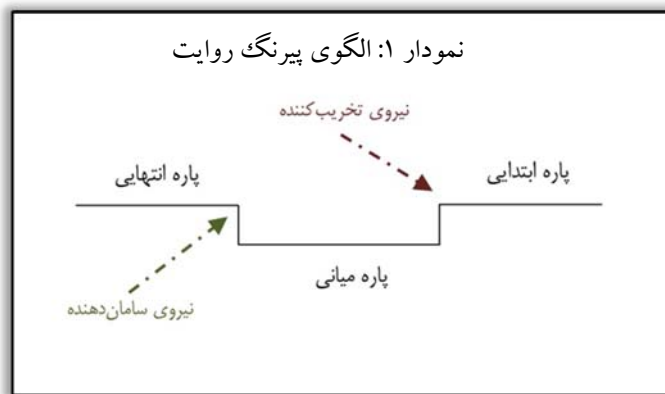 نمودار ۱: الگوی پیرنگ روایت
نیروی تخریب‌کننده
پاره ابتدایی
پاره انتهایی
پاره میانی
نیروی سامان‌دهنده